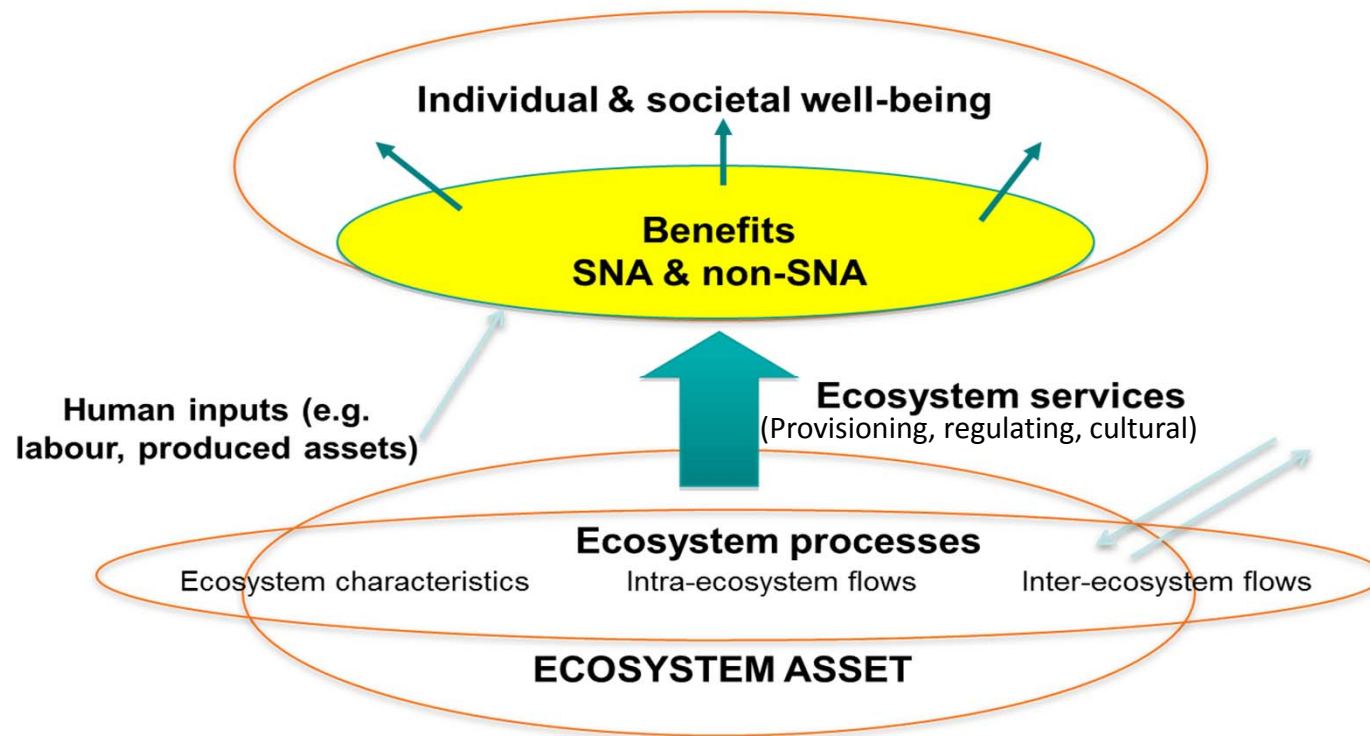 Individual & societal well-being
Benefits
SNA & non-SNA
Human inputs (e.g.
labour, produced assets)
Ecosystem services
(Provisioning, regulating, cultural)
Ecosystem processes
Ecosystem characteristics
Intra-ecosystem flows
Inter-ecosystem flows
ECOSYSTEM ASSET